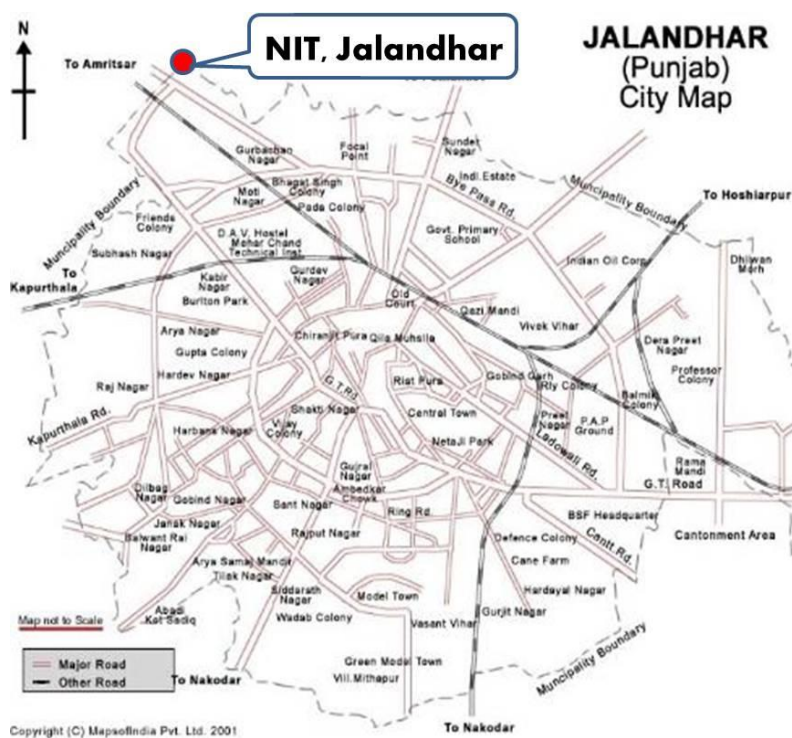 N
NIT, Jalandhar
JALANDHAR
(Punjab)
City Map
To Amritsar
Gurbachan
Nagar
Focal
Point
Sunder
Nagar
Indl.Estate
Bye Pass Rd.
Muncipality Boundary
To Hoshiarpur
Muncipality Boundary
Moti
Nagar
Bhagat Singh
Colony
Pada Colony
Friends
Colony
Subhash Nagar
D.A.V. Hostel
Mehar Chand
Technical Inst.
Govt. Primary
School
Indian Oil Corp.
Dhilwan
Morh
To
Kapurthala
Kabir
Nagar
Gurdev
Nagar
Burlton Park
Old
Court
Qazi Mandi
Vivek Vihar
Arya Nagar
Chiranjit Pura
Qila Muhalla
Dera Preet
Nagar
Gupta Colony
Hardev Nagar
Raj Nagar
G.T.Rd.
Riat Pura
Gobind Garh
Rly Colony
Professor
Colony
Balmik
Colony
Kapurthala Rd.
Shakti Nagar
Central Town
Preet
Nagar
P.A.P
Ground
Harbans Nagar
Vijay
Colony
Netaji Park
Ladowali Rd.
Rama
Mandi
G.T. Road
Gujral
Nagar
Ambedkar
Chowk
Dilbag
Nagar
Gobind Nagar
Sant Nagar
Ring Rd
BSF Headquarter
Janak Nagar
Balwant Rai
Nagar
Rajput Nagar
Defence Colony
Cantt Rd.
Cantonment Area
Arya Samaj Mandir
Tilak Nagar
Cane Farm
Siddarath
Nagar
Model Town
Hardayal Nagar
Abadi
Kot Sadiq
Wadab Colony
Vasant Vihar
Gurjit Nagar
Map not to Scale
Major Road
Other Road
Green Model Town
Vill.Mithapur
Muncipality Boundary
To Nakodar
To Nakodar
Copyright (C) MapsofIndia Pvt. Ltd. 2001